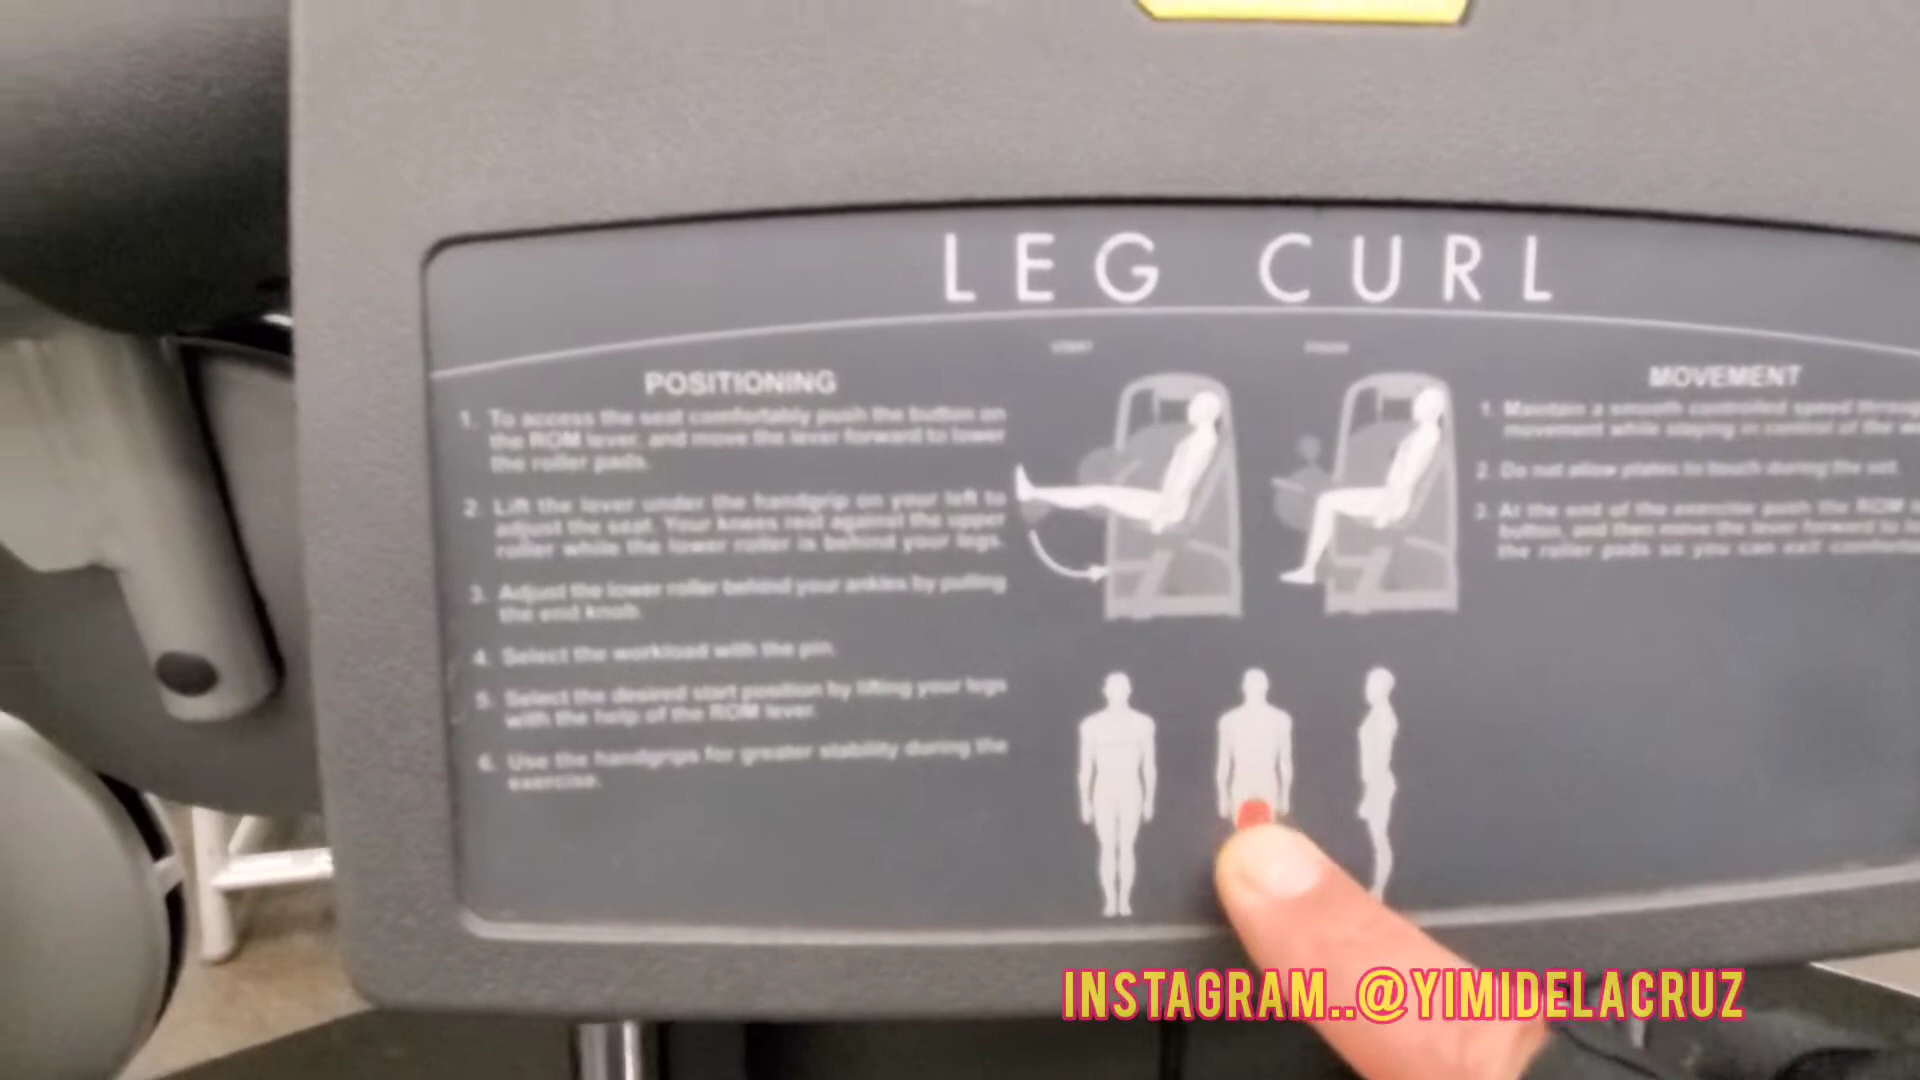 LEG CURL
POSITIONING
1. To access the seat comfortably push the button on
the ROM lever, and move the lever forward to lower
the roller pads.
2. Lift the lever under the handgrip on your left to
adjust the seat. Your knees rest against the upper
roller while the lower roller is behind your legs.
3. Adjust the lower roller behind your ankles by pulling
the end knob.
4. Select the workload with the pin.
5. Select the desired start position by lifting your legs
with the help of the ROM lever.
6. Use the handgrips for greater stability during the
exercise.
START
FINISH
MOVEMENT
1. Maintain a smooth controlled speed
movement while staying in control of the
2. Do not allow plates to touch during the set.
3. At the end of the exercise push the ROM
button, and then move the lever forward to
the roller pads so you can exit
INSTAGRAM..@YIMIDELACRUZ